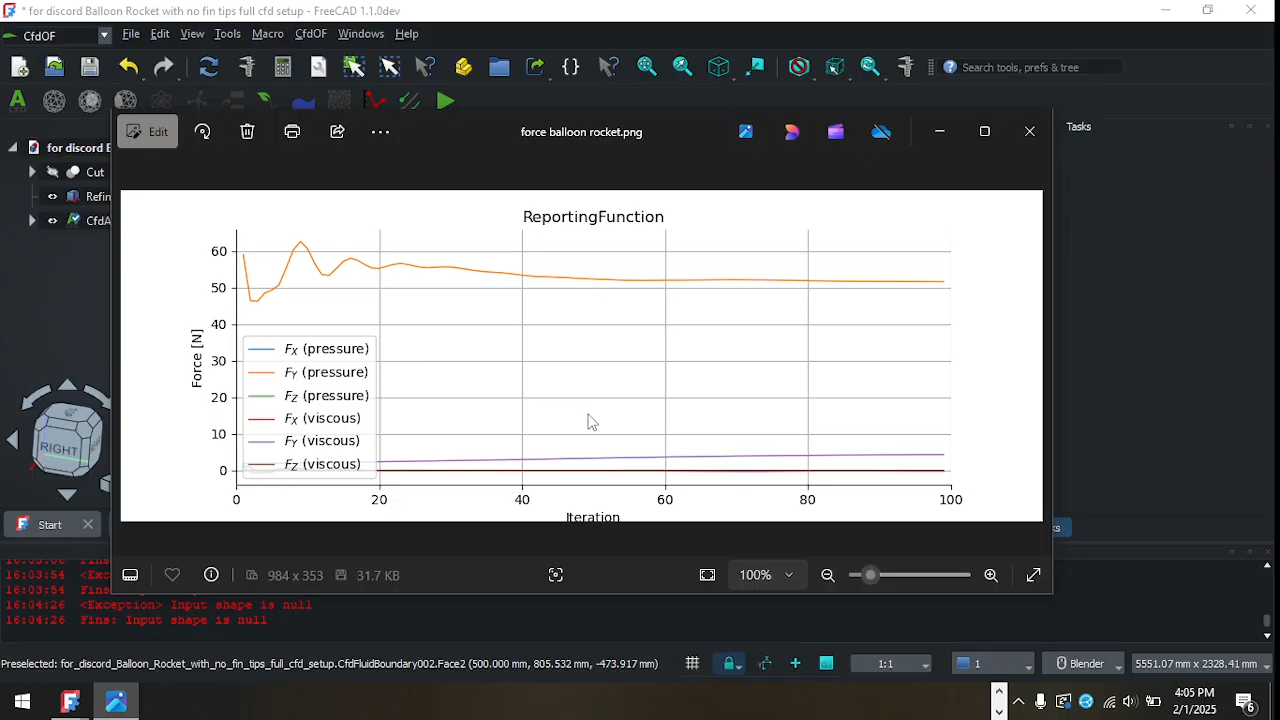 * for discord Balloon Rocket with no fin tips full cfd setup - FreeCAD 1.1.0dev
CfdOF File Edit View Tools Macro CfdOF Windows Help
Search tools, prefs & tree
Edit force balloon rocket.png
Tasks
for discord B
Cut
Refin
CfdA
ReportingFunction
60
50
40
30
20
10
0
Force [N]
FX (pressure)
FY (pressure)
FZ (pressure)
FX (viscous)
FY (viscous)
FZ (viscous)
0 20 40 60 80 100
Iteration
RIGHT
Start
ks
984 x 353 31.7 KB 100%
16:03:54 <Exc
16:03:54 Fins
16:04:26 <Exception> Input shape is null
16:04:26 Fins: Input shape is null
Preselected: for_discord_Balloon_Rocket_with_no_fin_tips_full_cfd_setup.CfdFluidBoundary002.Face2 (500.000 mm, 805.532 mm, -473.917 mm) 1:1 1 Blender 5551.07 mm x 2328.41 mm
4:05 PM
2/1/2025
6